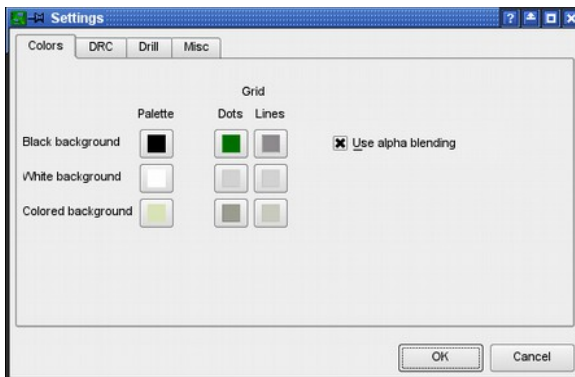 Settings
Colors DRC Drill Misc
Grid
Palette Dots Lines
Black background
Use alpha blending
White background
Colored background
OK Cancel